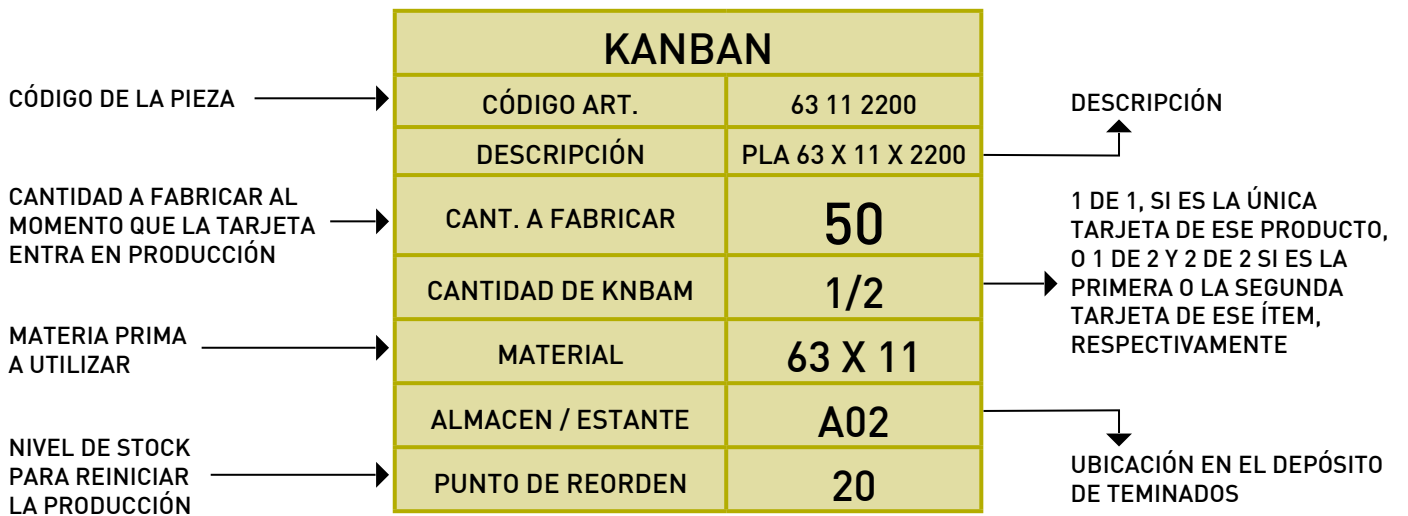 KANBAN
CÓDIGO DE LA PIEZA
CÓDIGO ART.
63 11 2200
DESCRIPCIÓN
DESCRIPCIÓN
PLA 63 X 11 X 2200
CANTIDAD A FABRICAR AL
MOMENTO QUE LA TARJETA
ENTRA EN PRODUCCIÓN
CANT. A FABRICAR
50
1 DE 1, SI ES LA ÚNICA
TARJETA DE ESE PRODUCTO,
O 1 DE 2 Y 2 DE 2 SI ES LA
PRIMERA O LA SEGUNDA
TARJETA DE ESE ÍTEM,
RESPECTIVAMENTE
CANTIDAD DE KNBAM
1/2
MATERIA PRIMA
A UTILIZAR
MATERIAL
63 X 11
ALMACEN / ESTANTE
A02
UBICACIÓN EN EL DEPÓSITO
DE TEMINADOS
NIVEL DE STOCK
PARA REINICIAR
LA PRODUCCIÓN
PUNTO DE REORDEN
20